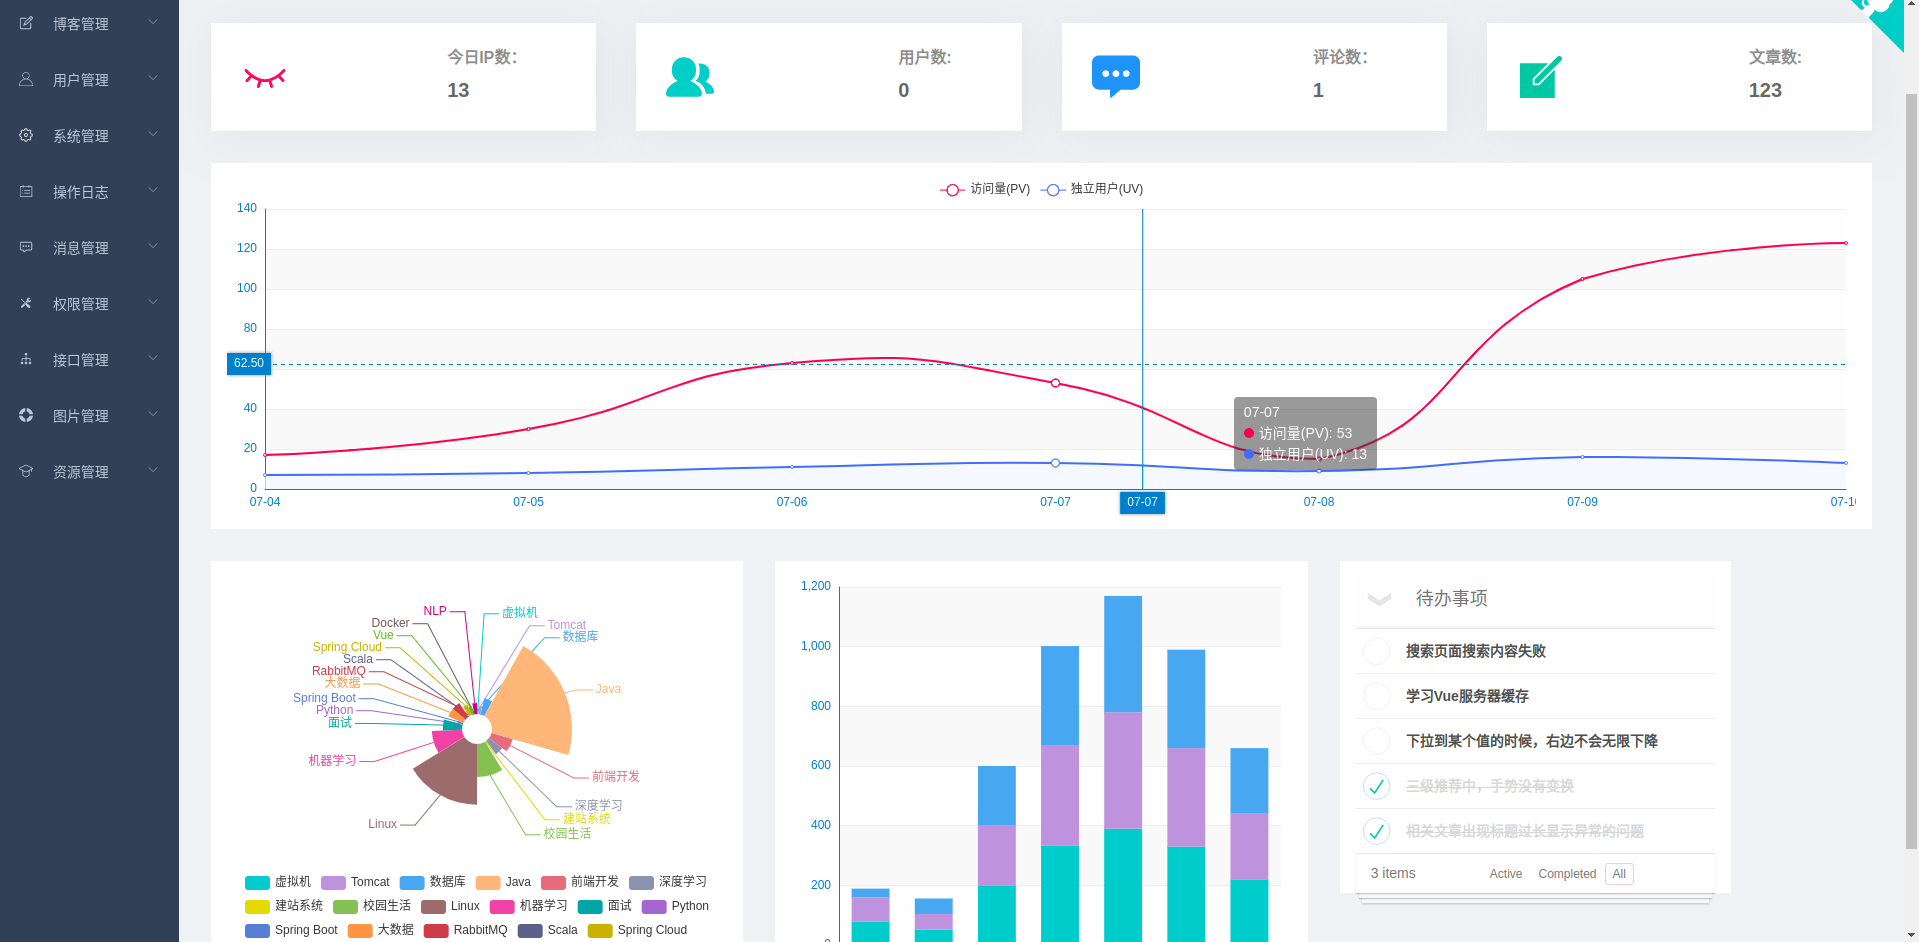 博客管理
用户管理
系统管理
操作日志
消息管理
权限管理
接口管理
图片管理
资源管理
今日IP数:
13
用户数:
0
评论数:
1
文章数:
123
访问量(PV) 独立用户(UV)
140
120
100
80
62.50
40
20
0
07-07
访问量(PV): 53
独立用户(UV): 13
07-04 07-05 07-06 07-07 07-07 07-08 07-09
NLP
Docker
Vue
Spring Cloud
Scala
RabbitMQ
大数据
Spring Boot
Python
面试
机器学习
Linux
虚拟机
Tomcat
数据库
Java
前端开发
深度学习
建站系统
校园生活
虚拟机 Tomcat 数据库 Java 前端开发 深度学习
建站系统 校园生活 Linux 机器学习 面试 Python
Spring Boot 大数据 RabbitMQ Scala Spring Cloud
1,200
1,000
800
600
400
200
待办事项
搜索页面搜索内容失败
学习Vue服务器缓存
下拉到某个值的时候，右边不会无限下降
三级推荐中，手势没有变换
相关文章出现标题过长显示异常的问题
3 items Active Completed All